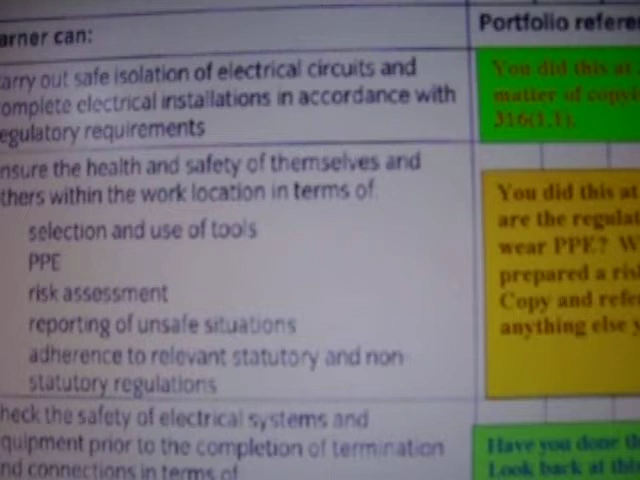 arner can:
Portfolio refere
arry out safe isolation of electrical circuits and
omplete electrical installations in accordance with
egulatory requirements
You did this at
matter of copyi
316(1.1).
nsure the health and safety of themselves and
thers within the work location in terms of
selection and use of tools
PPE
risk assessment
reporting of unsafe situations
adherence to relevant statutory and non
statutory regulations
You did this at
are the regulat
wear PPE? W
prepared a ris
Copy and refe
anything else y
heck the safety of electrical systems and
quipment prior to the completion of termination
nd connections in terms of
Have you done th
Look back at this